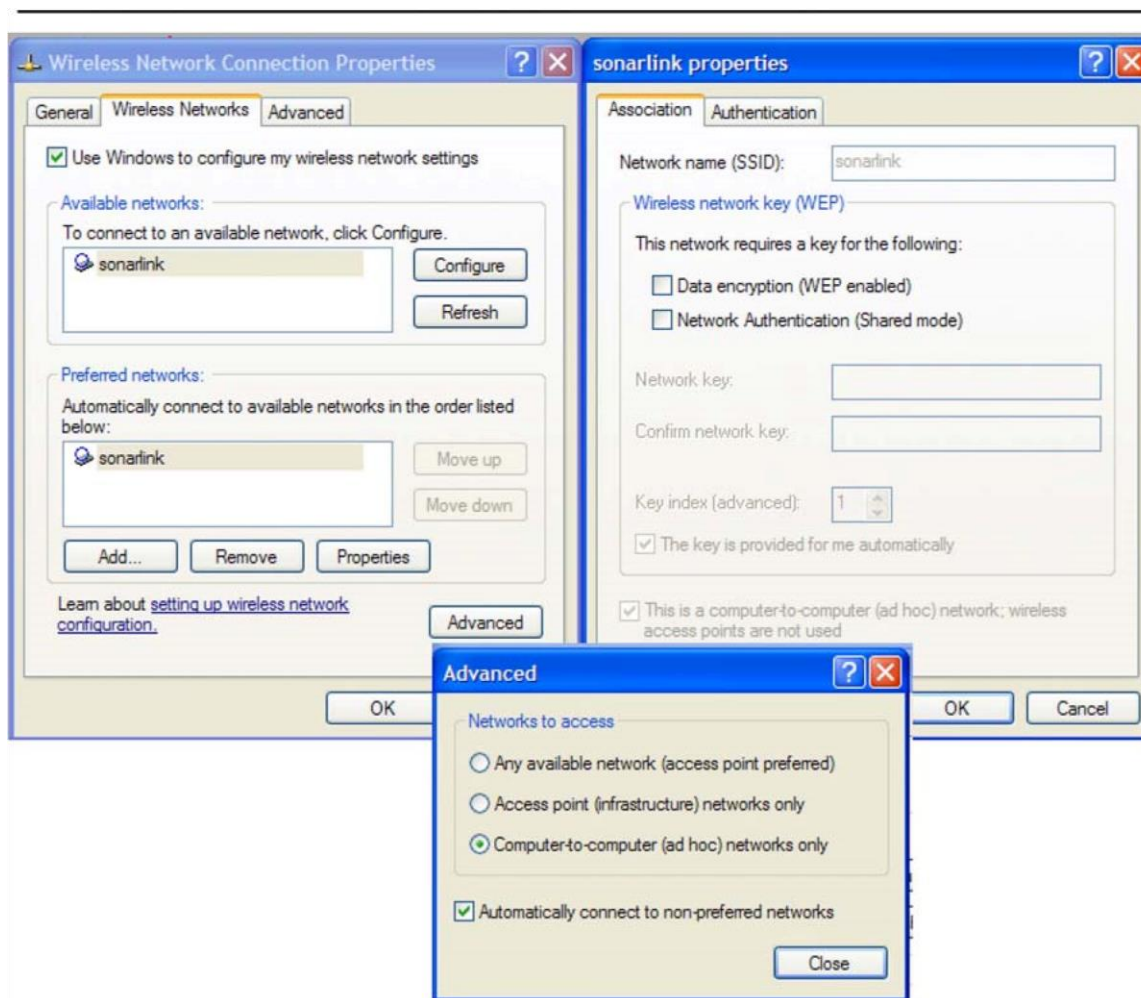 Wireless Network Connection Properties
General
Wireless Networks
Advanced
Use Windows to configure my wireless network settings
Available networks:
To connect to an available network, click Configure.
sonarlink
Configure
Refresh
Preferred networks:
Automatically connect to available networks in the order listed
below:
sonarlink
Move up
Move down
Add...
Remove
Properties
Learn about setting up wireless network
configuration.
Advanced
OK
sonarlink properties
Association
Authentication
Network name (SSID):
sonarlink
Wireless network key (WEP)
This network requires a key for the following:
Data encryption (WEP enabled)
Network Authentication (Shared mode)
Network key:
Confirm network key:
Key index (advanced):
1
The key is provided for me automatically
This is a computer-to-computer (ad hoc) network; wireless
access points are not used
OK
Cancel
Advanced
Networks to access
Any available network (access point preferred)
Access point (infrastructure) networks only
Computer-to-computer (ad hoc) networks only
Automatically connect to non-preferred networks
Close